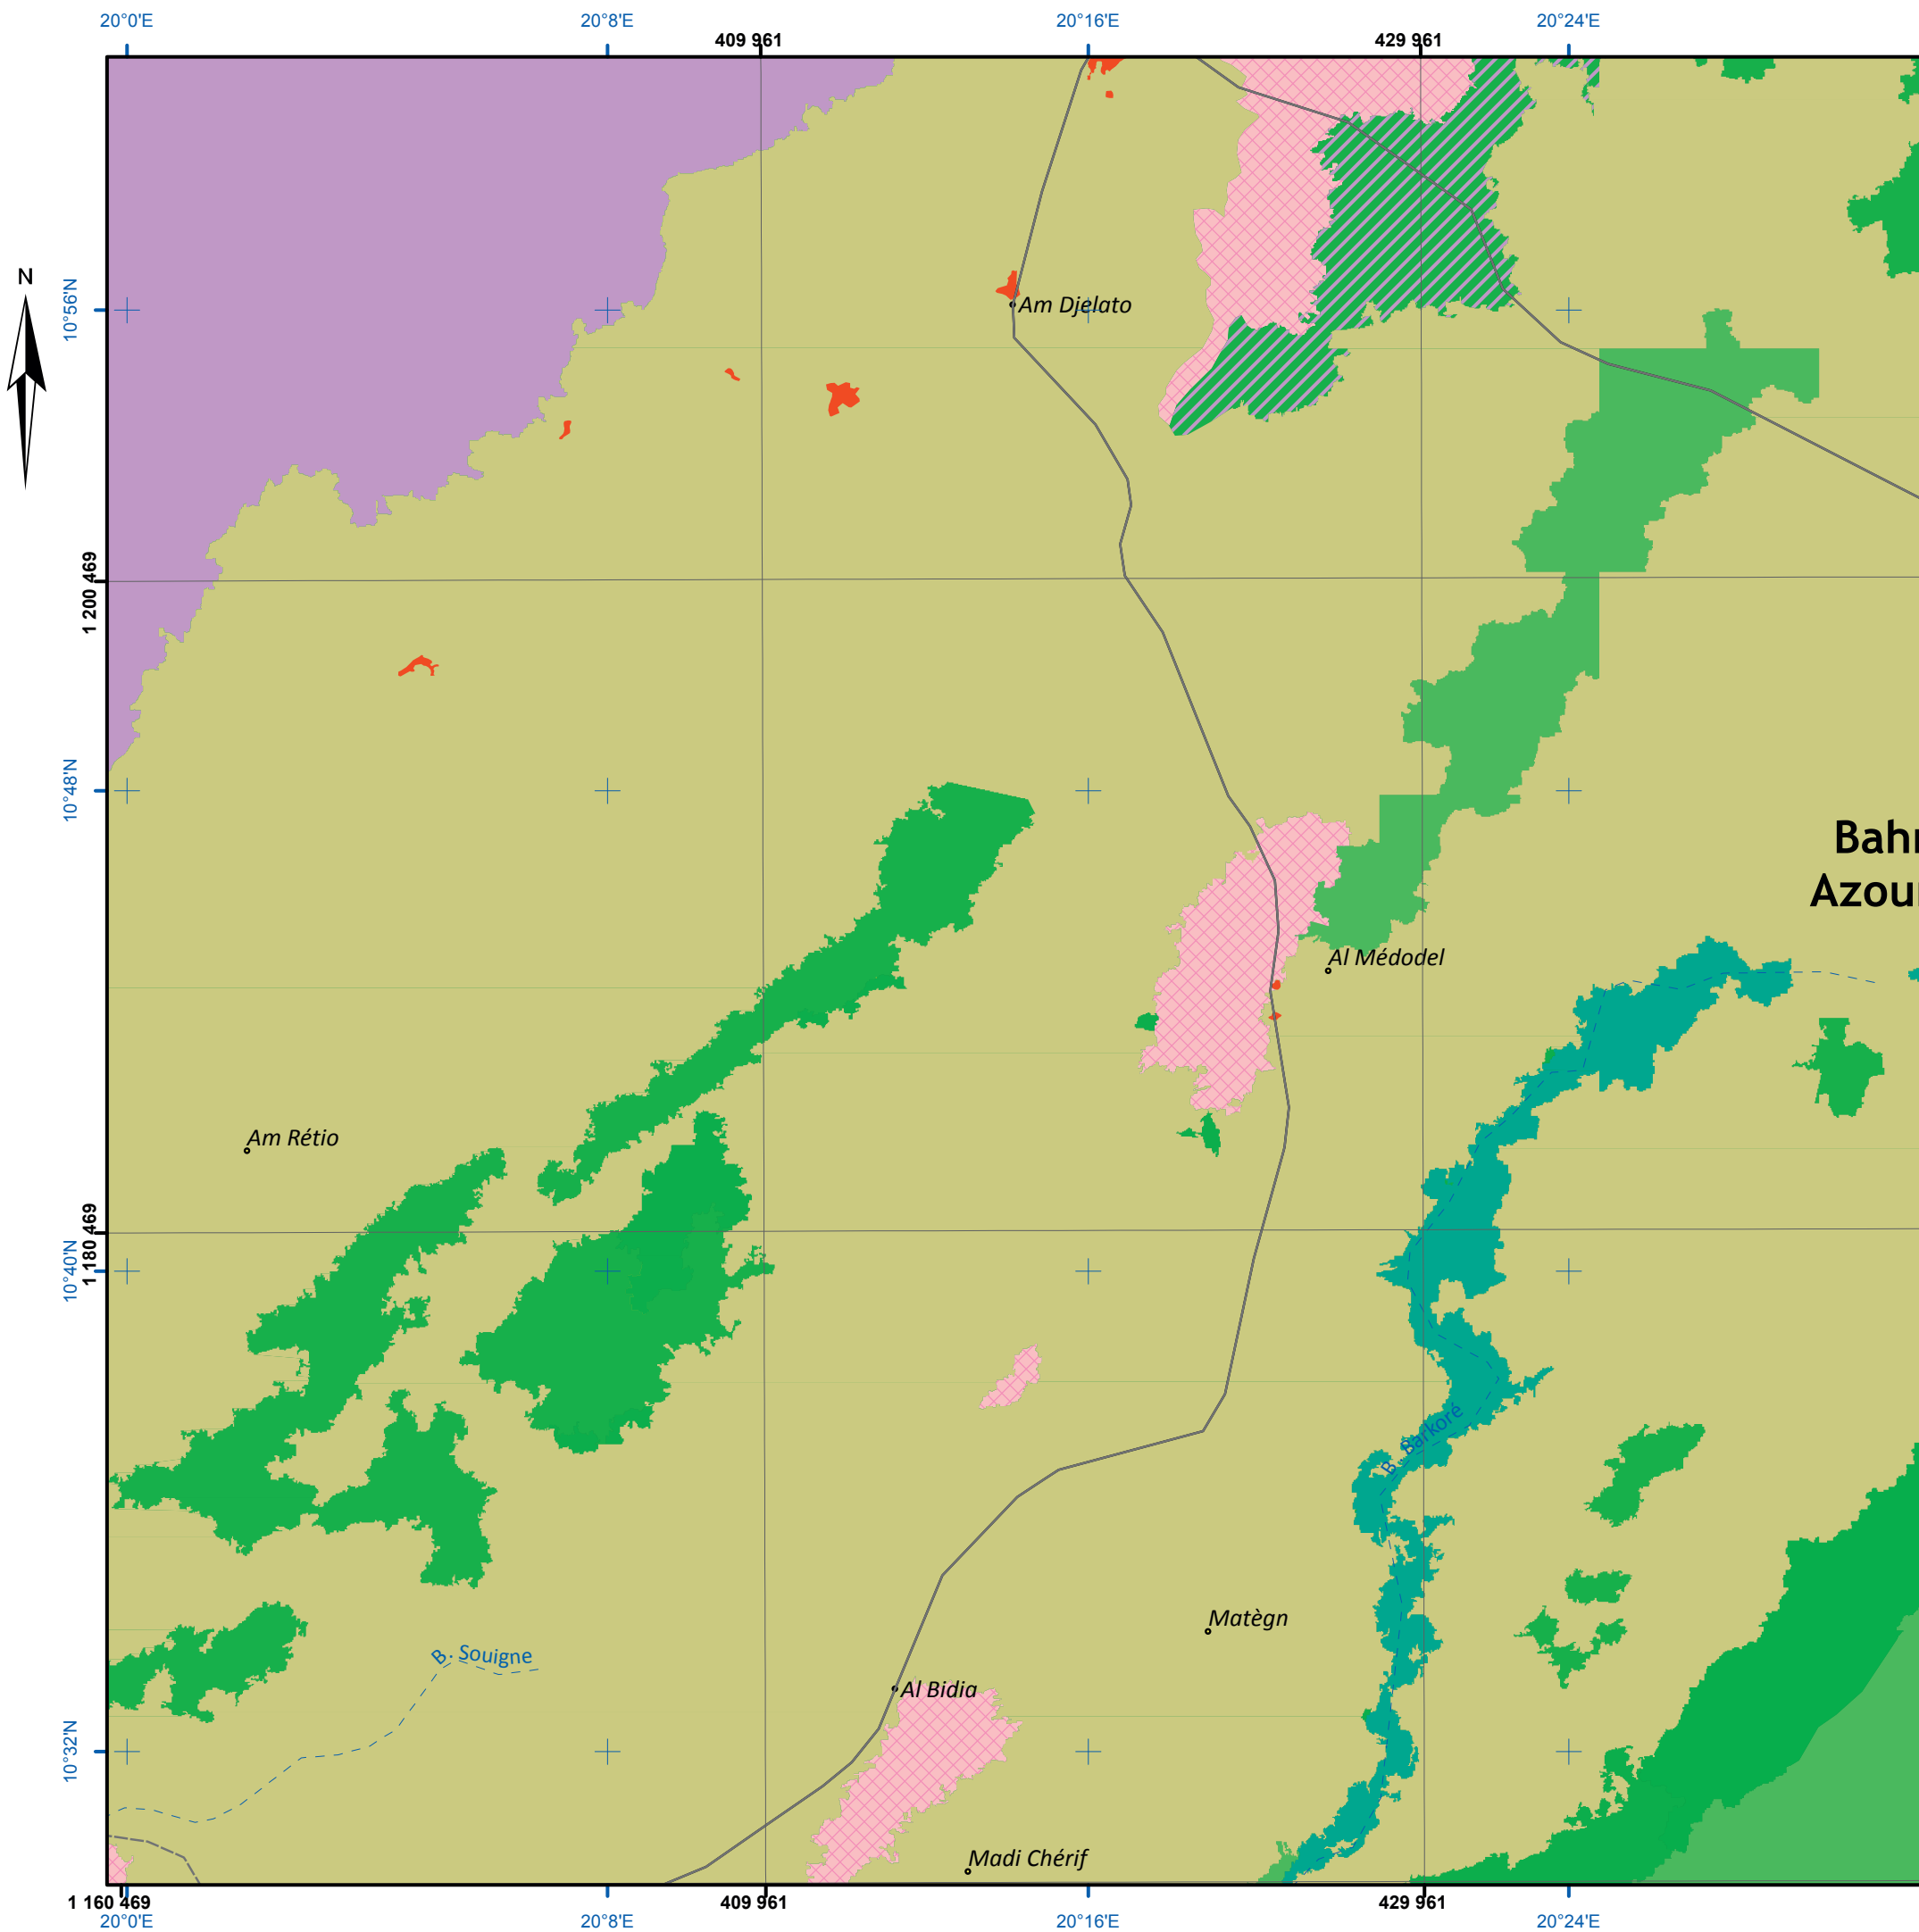 20°0'E 20°8'E 20°16'E 20°24'E
409 961 429 961
N
10°56'N
Am Djelato
1 200 469
10°48'N
Bahr
Azou
Al Médodel
Am Rétio
1 180 469
10°40'N
B. Barkoré
Matègn
B. Souigne
Al Bidia
10°32'N
Madi Chérif
1 160 469 409 961 429 961
20°0'E 20°8'E 20°16'E 20°24'E